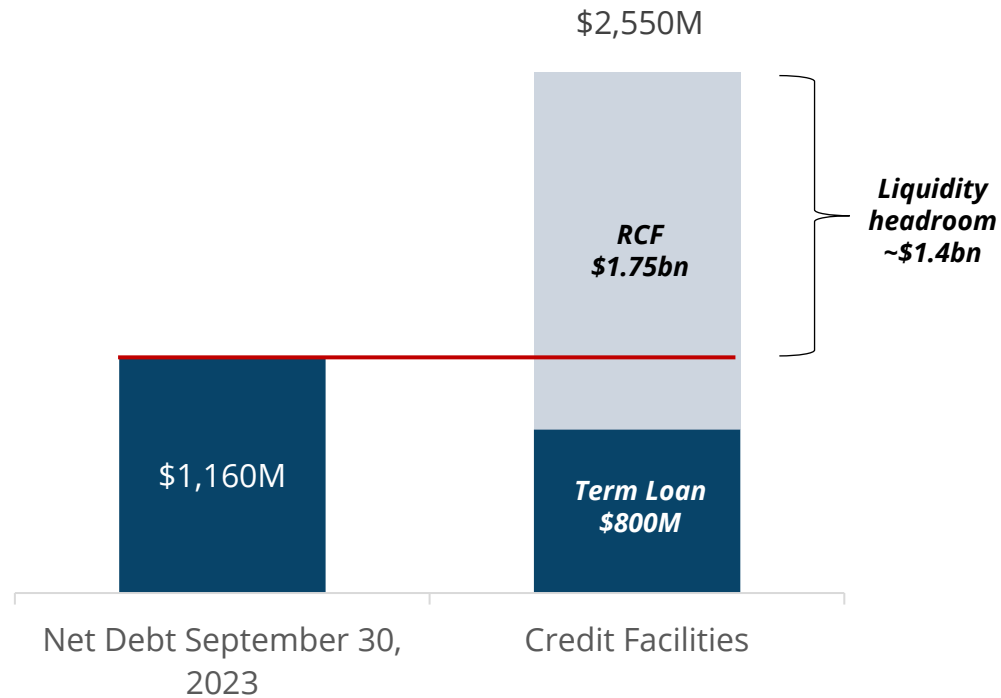 $2,550M
RCF
$1.75bn
Liquidity
headroom
~$1.4bn
$1,160M
Term Loan
$800M
Net Debt September 30,
2023
Credit Facilities